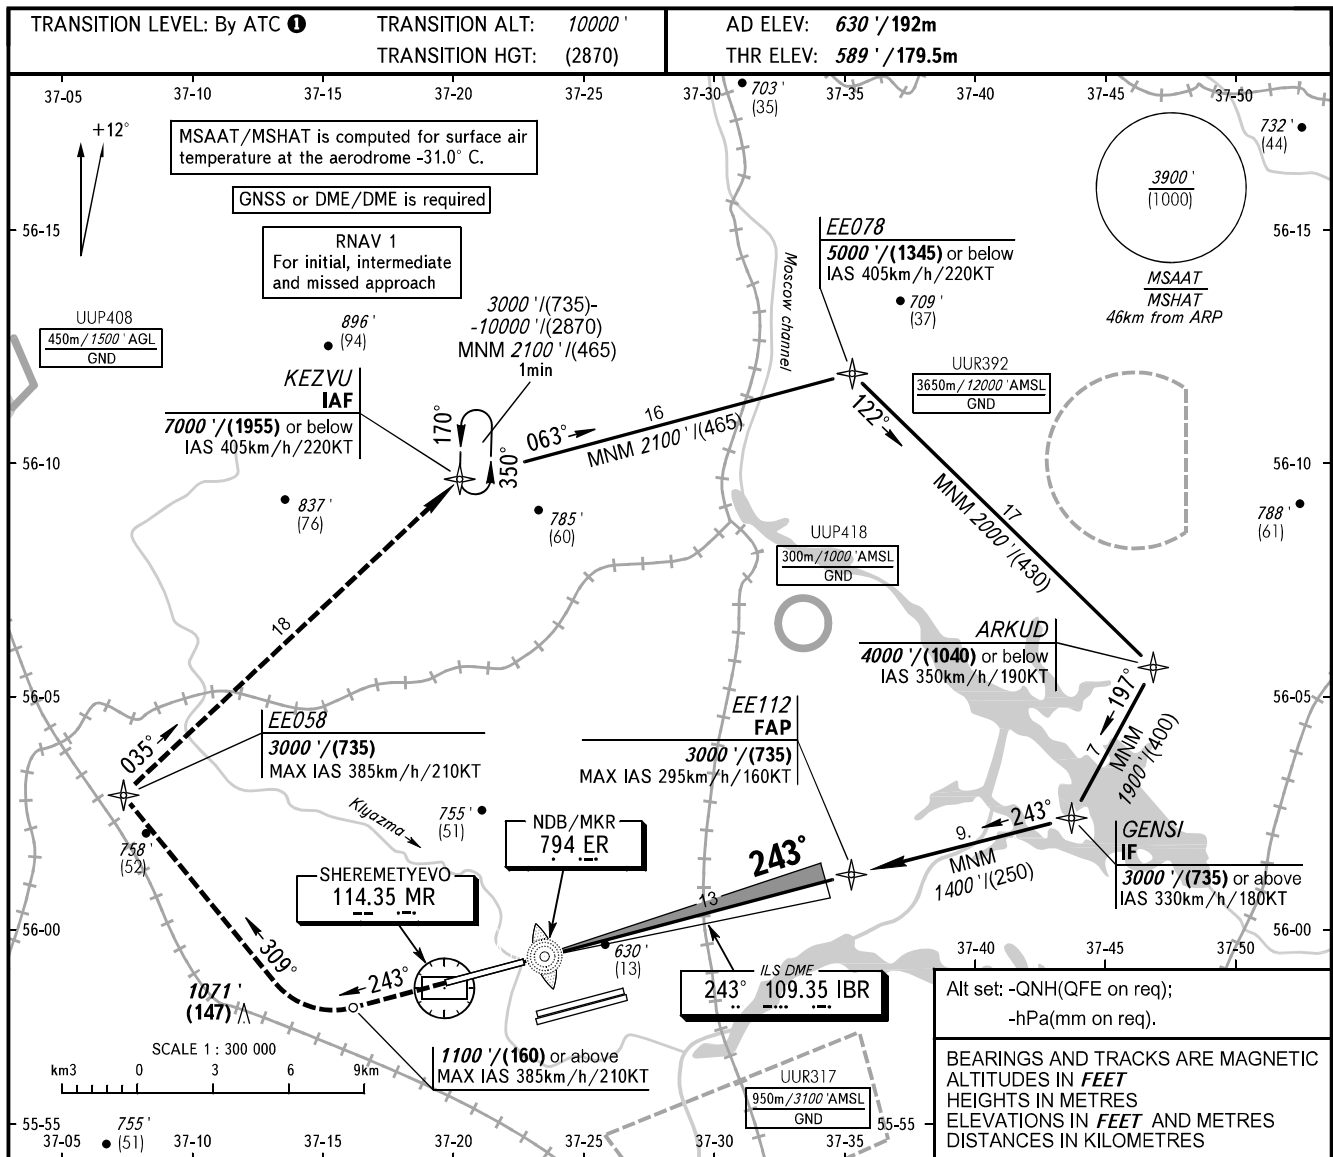 TRANSITION LEVEL: By ATC ❶
TRANSITION ALT: 10000 '
TRANSITION HGT: (2870)
AD ELEV: 630 '/192m
THR ELEV: 589 '/179.5m
37-05 37-10 37-15 37-20 37-25 37-30 37-35 37-40 37-45 37-50
703 '
(35)
732 '
(44)
+12°
MSAAT/MSHAT is computed for surface air
temperature at the aerodrome -31.0° C.
GNSS or DME/DME is required
RNAV 1
For initial, intermediate
and missed approach
3900 '
(1000)
MSAAT
MSHAT
46km from ARP
56-15
56-15
EE078
5000 '/(1345) or below
IAS 405km/h/220KT
Moscow channel
709 '
(37)
UUP408
450m/1500 'AGL
GND
896 '
(94)
3000 '/(735)-
-10000 '/(2870)
MNM 2100 '/(465)
1min
KEZVU
IAF
7000 '/(1955) or below
IAS 405km/h/220KT
170°
350°
063°
16
MNM 2100 '/(465)
122°
UUR392
3650m/12000 'AMSL
GND
56-10
56-10
837 '
(76)
785 '
(60)
17
MNM 2000 '/(430)
788 '
(61)
UUP418
300m/1000 'AMSL
GND
18
ARKUD
4000 '/(1040) or below
IAS 350km/h/190KT
56-05
56-05
197°
7
MNM
1900 '/(400)
035°
EE058
3000 '/(735)
MAX IAS 385km/h/210KT
EE112
FAP
3000 '/(735)
MAX IAS 295km/h/160KT
758 '
(52)
Klyazma
755 '
(51)
NDB/MKR
794 ER
243°
13
243°
9.
MNM
1400 '/(250)
GENSI
IF
3000 '/(735) or above
IAS 330km/h/180KT
SHEREMETYEVO
114.35 MR
56-00
56-00
309°
243°
630 '
(13)
ILS DME
243° 109.35 IBR
37-40 37-45 37-50
1071 '
(147)
1100 '/(160) or above
MAX IAS 385km/h/210KT
Alt set: -QNH(QFE on req);
-hPa(mm on req).
SCALE 1 : 300 000
km3 0 3 6 9km
UUR317
950m/3100 'AMSL
GND
BEARINGS AND TRACKS ARE MAGNETIC
ALTITUDES IN FEET
HEIGHTS IN METRES
ELEVATIONS IN FEET AND METRES
DISTANCES IN KILOMETRES
55-55
55-55
755 '
(51)
37-05 37-10 37-15 37-20 37-25 37-30 37-35